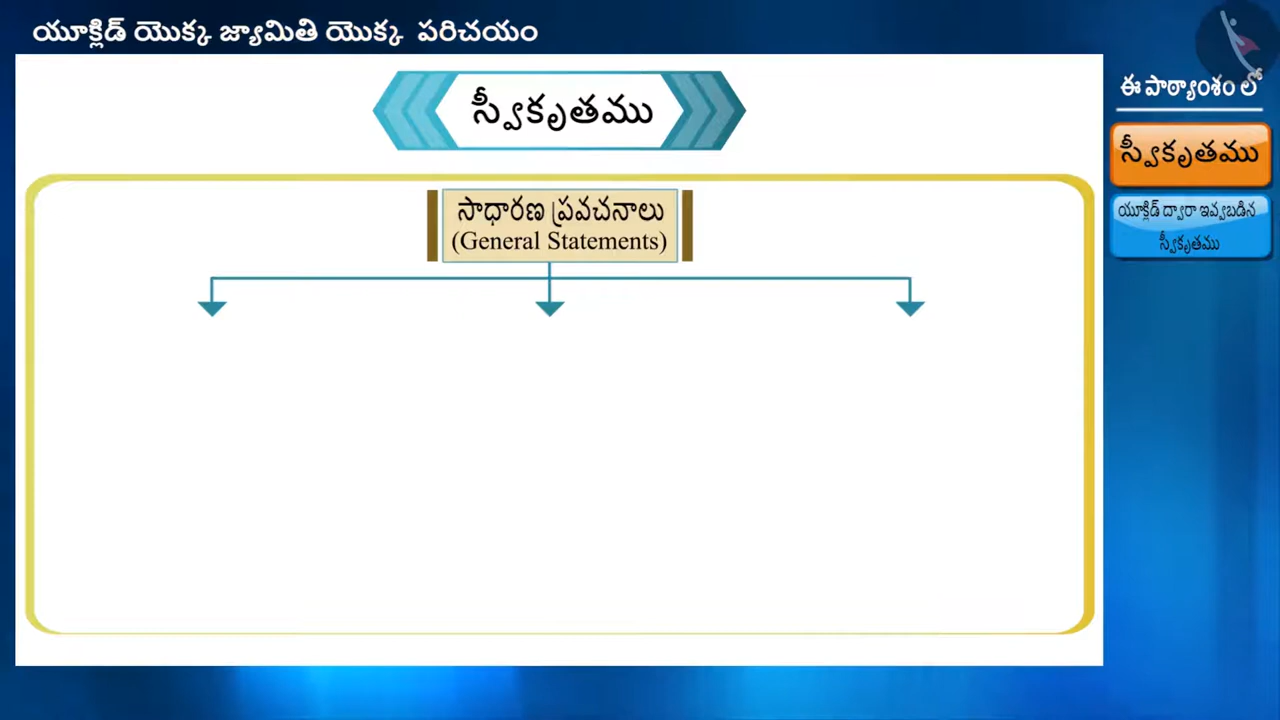 యూక్లిడ్ యొక్క జ్యామితి యొక్క పరిచయం
స్వీకృతము
సాధారణ ప్రవచనాలు
(General Statements)
ఈ పాఠ్యాంశం లో
స్వీకృతము
యూక్లిడ్ ద్వారా ఇవ్వబడిన
స్వీకృతము